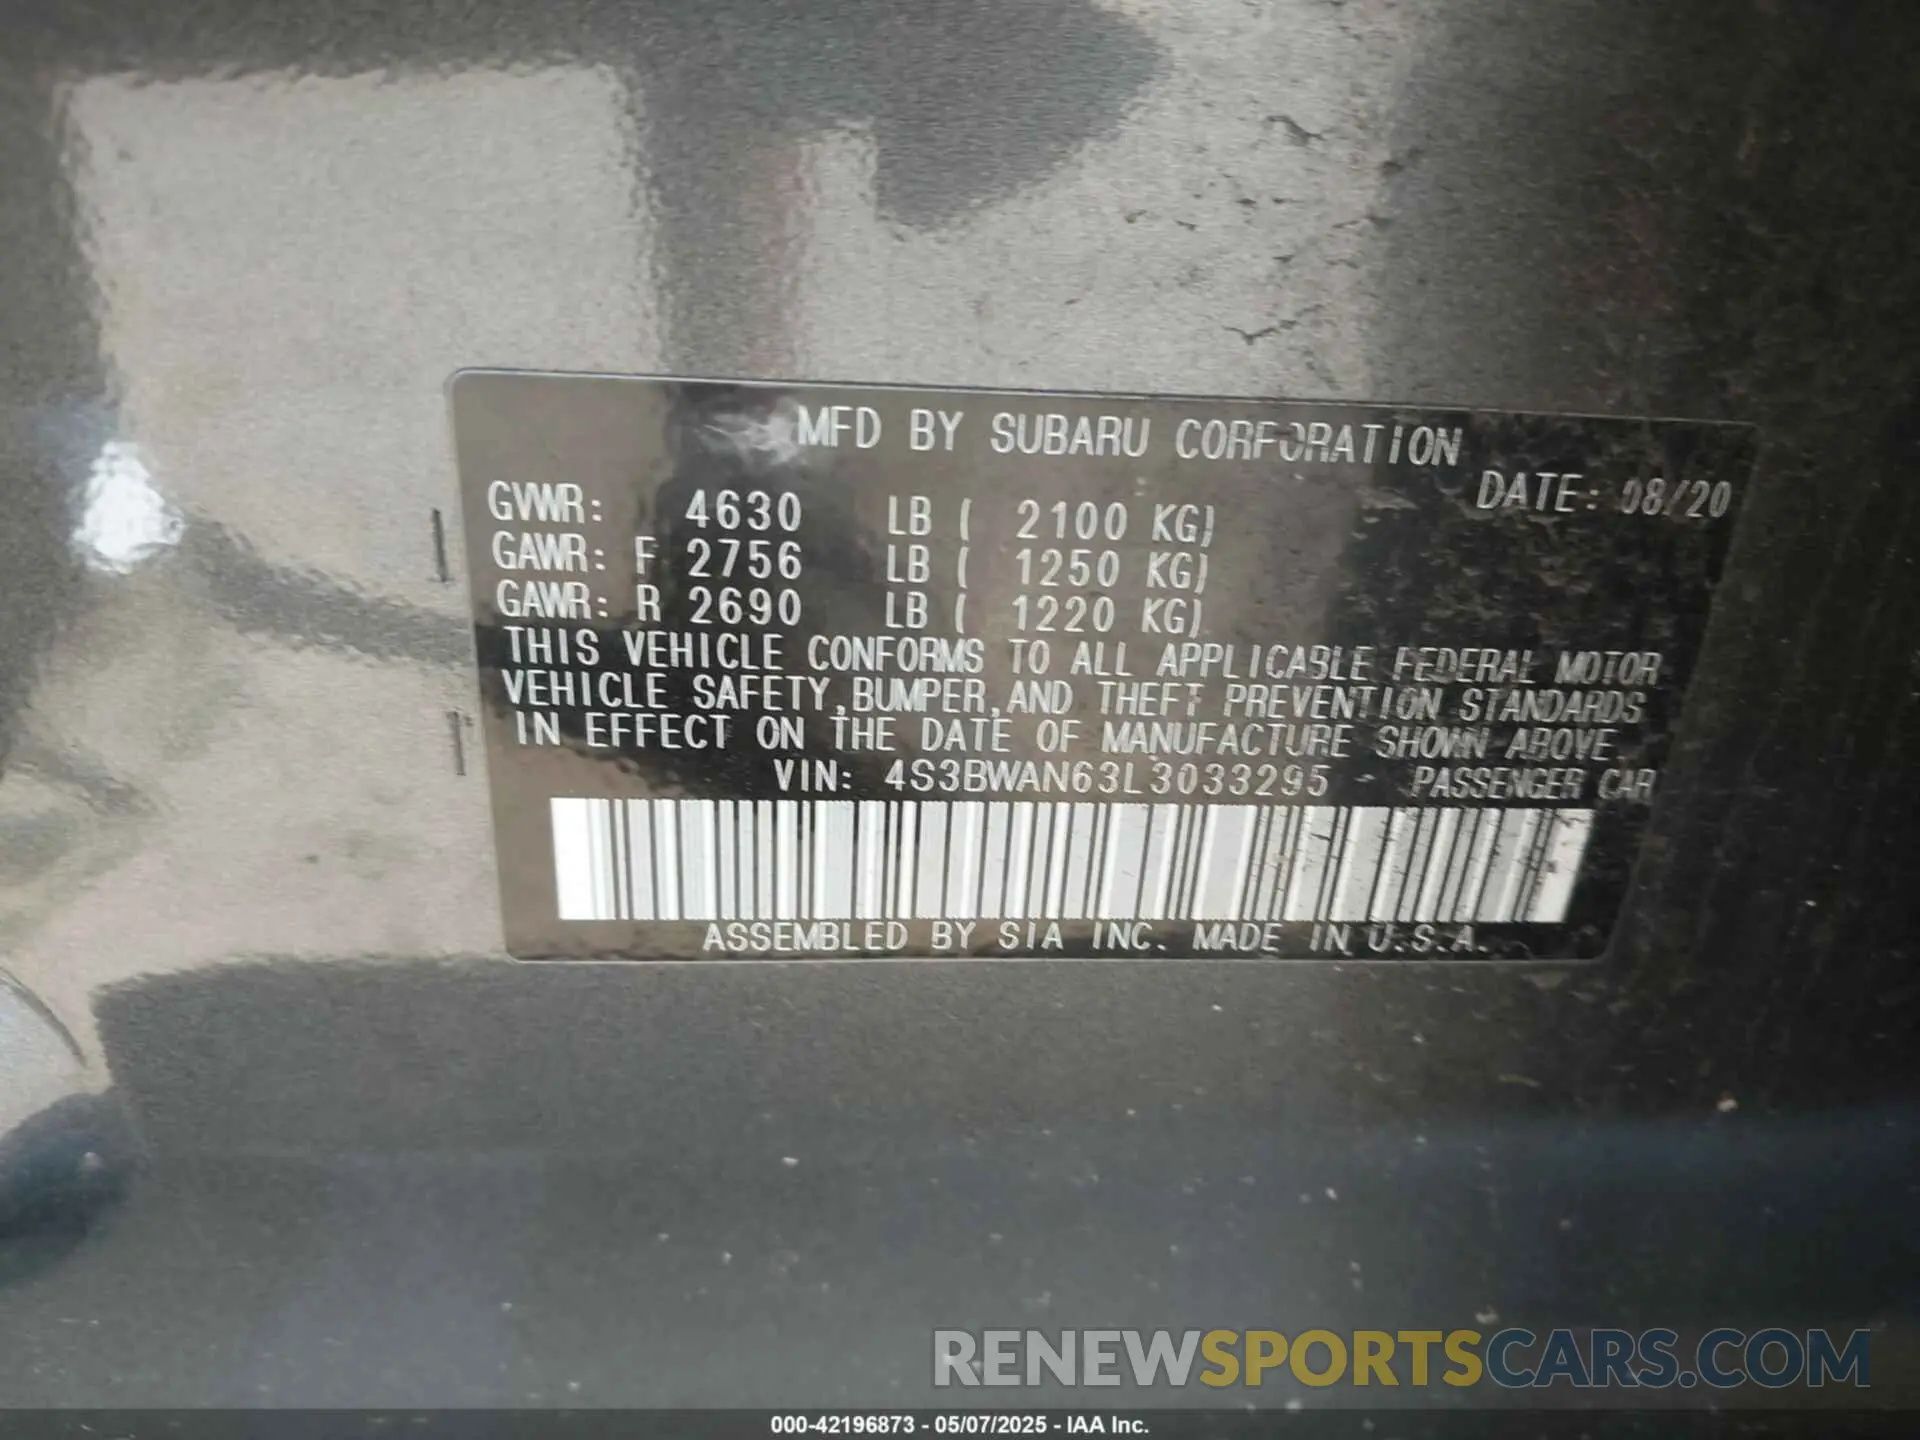 MFD BY SUBARU CORPORATION
DATE: 08/20
GVWR: 4630 LB ( 2100 KG)
GAWR: F 2756 LB ( 1250 KG)
GAWR: R 2690 LB ( 1220 KG)
THIS VEHICLE CONFORMS TO ALL APPLICABLE FEDERAL MOTOR
VEHICLE SAFETY,BUMPER,AND THEFT PREVENTION STANDARDS
IN EFFECT ON THE DATE OF MANUFACTURE SHOWN ABOVE.
VIN: 4S3BWAN63L3033295 - PASSENGER CAR
ASSEMBLED BY SIA INC. MADE IN U.S.A.
RENEWSPORTSCARS.COM
000-42196873 - 05/07/2025 - IAA Inc.